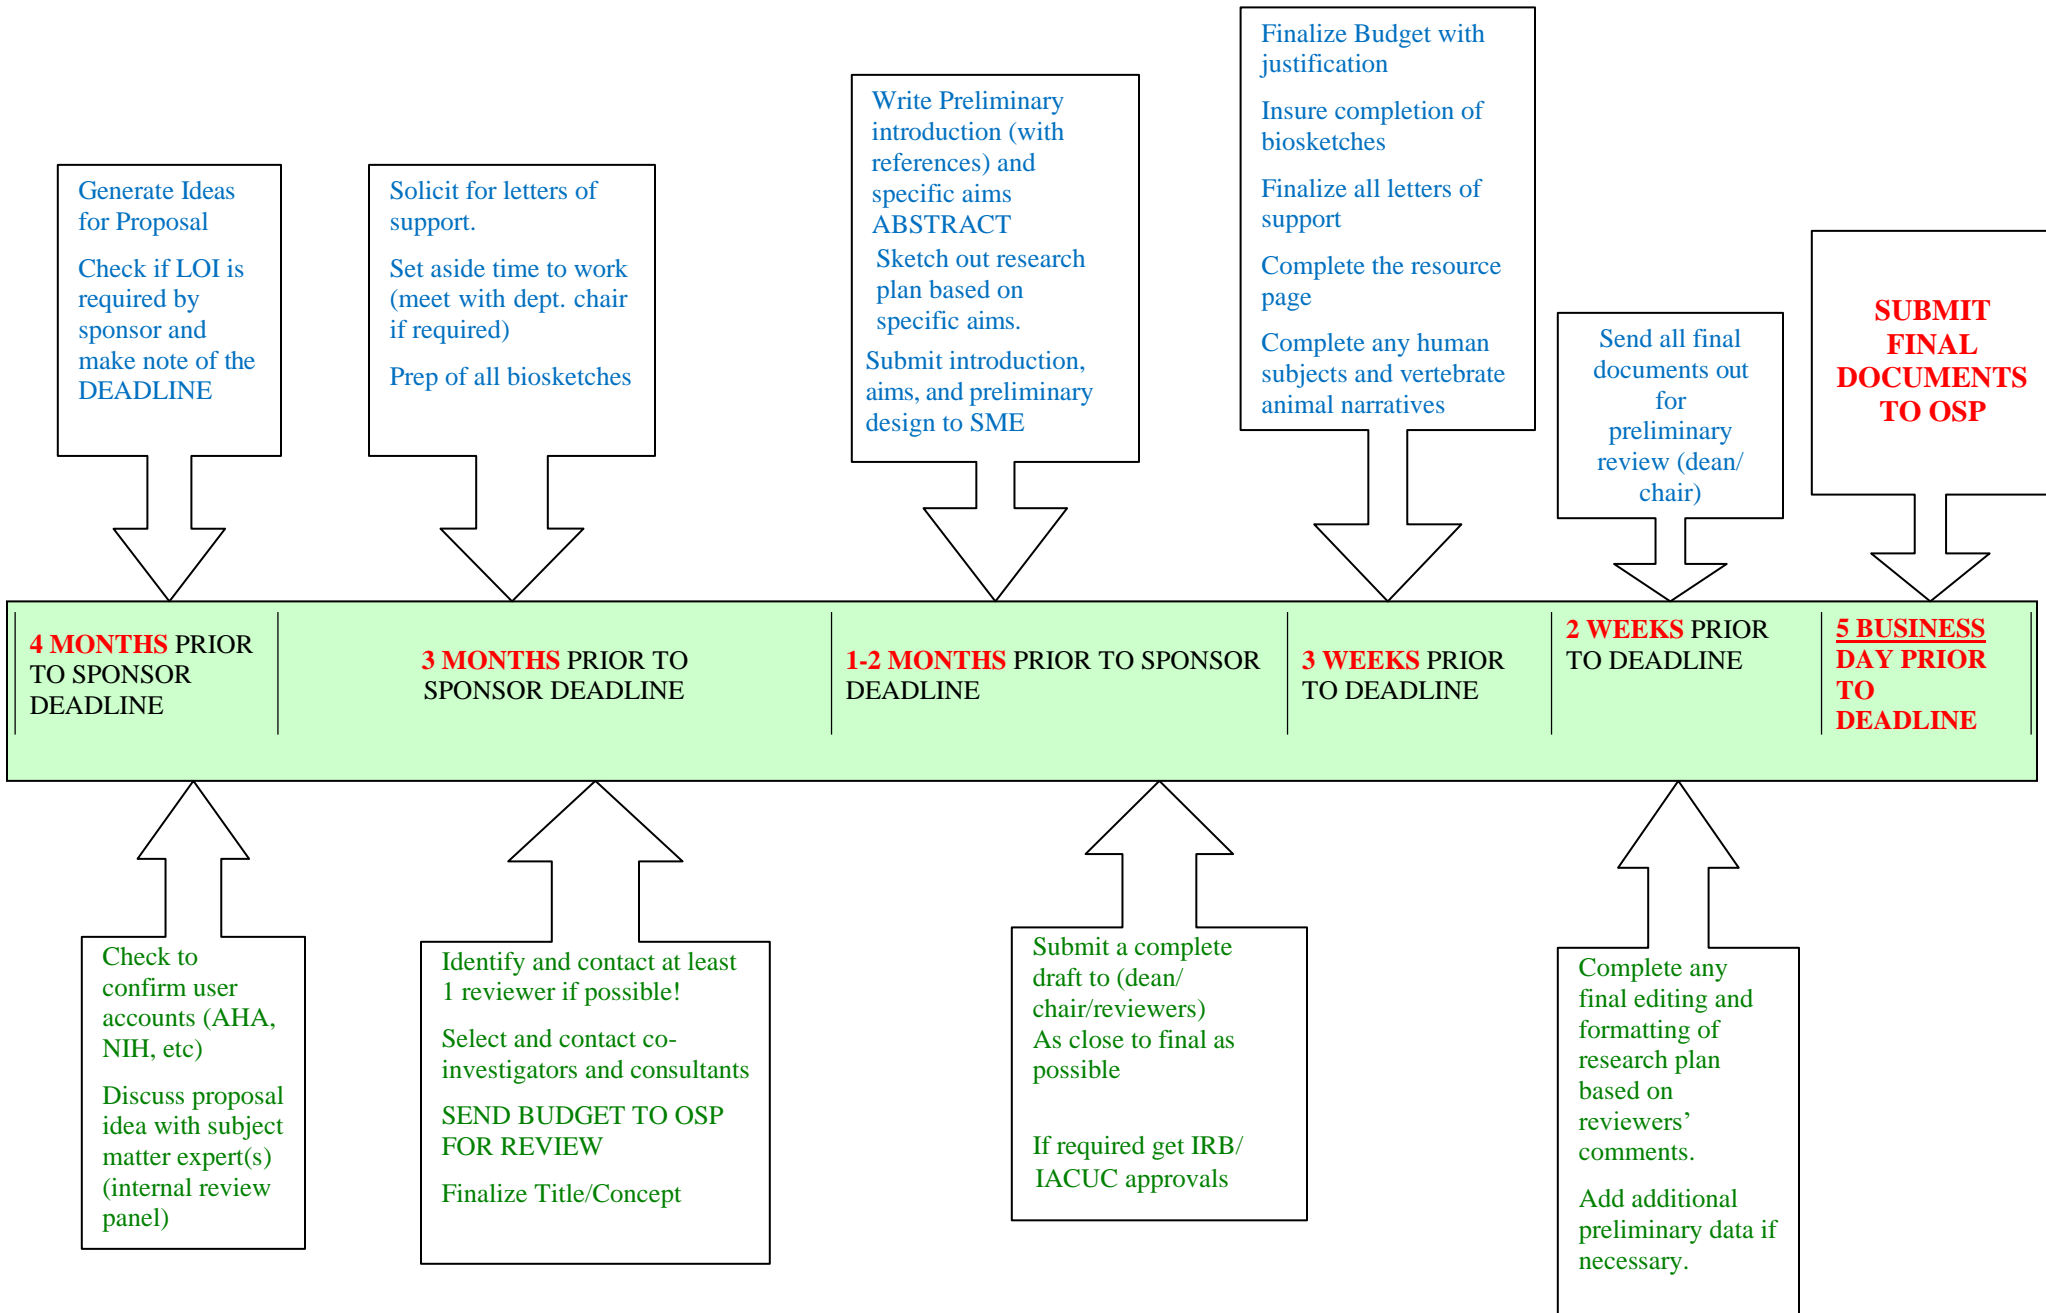 Generate Ideas
for Proposal
Check if LOI is
required by
sponsor and
make note of the
DEADLINE
Solicit for letters of
support.
Set aside time to work
(meet with dept. chair
if required)
Prep of all biosketches
Write Preliminary
introduction (with
references) and
specific aims
ABSTRACT
Sketch out research
plan based on
specific aims.
Submit introduction,
aims, and preliminary
design to SME
Finalize Budget with
justification
Insure completion of
biosketches
Finalize all letters of
support
Complete the resource
page
Complete any human
subjects and vertebrate
animal narratives
Send all final
documents out
for
preliminary
review (dean/
chair)
SUBMIT
FINAL
DOCUMENTS
TO OSP
4 MONTHS PRIOR
TO SPONSOR
DEADLINE
3 MONTHS PRIOR TO
SPONSOR DEADLINE
1-2 MONTHS PRIOR TO SPONSOR
DEADLINE
3 WEEKS PRIOR
TO DEADLINE
2 WEEKS PRIOR
TO DEADLINE
5 BUSINESS
DAY PRIOR
TO
DEADLINE
Check to
confirm user
accounts (AHA,
NIH, etc)
Discuss proposal
idea with subject
matter expert(s)
(internal review
panel)
Identify and contact at least
1 reviewer if possible!
Select and contact co-
investigators and consultants
SEND BUDGET TO OSP
FOR REVIEW
Finalize Title/Concept
Submit a complete
draft to (dean/
chair/reviewers)
As close to final as
possible
If required get IRB/
IACUC approvals
Complete any
final editing and
formatting of
research plan
based on
reviewers’
comments.
Add additional
preliminary data if
necessary.